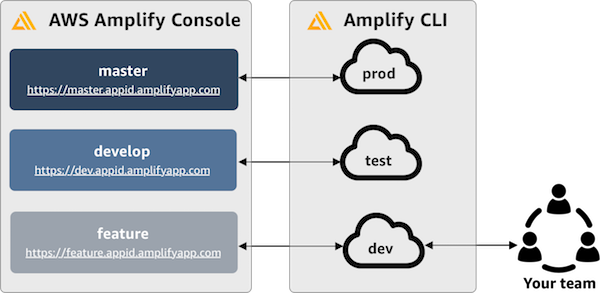 AWS Amplify Console
Amplify CLI
master
https://master.appid.amplifyapp.com
prod
develop
https://dev.appid.amplifyapp.com
test
feature
https://feature.appid.amplifyapp.com
dev
Your team